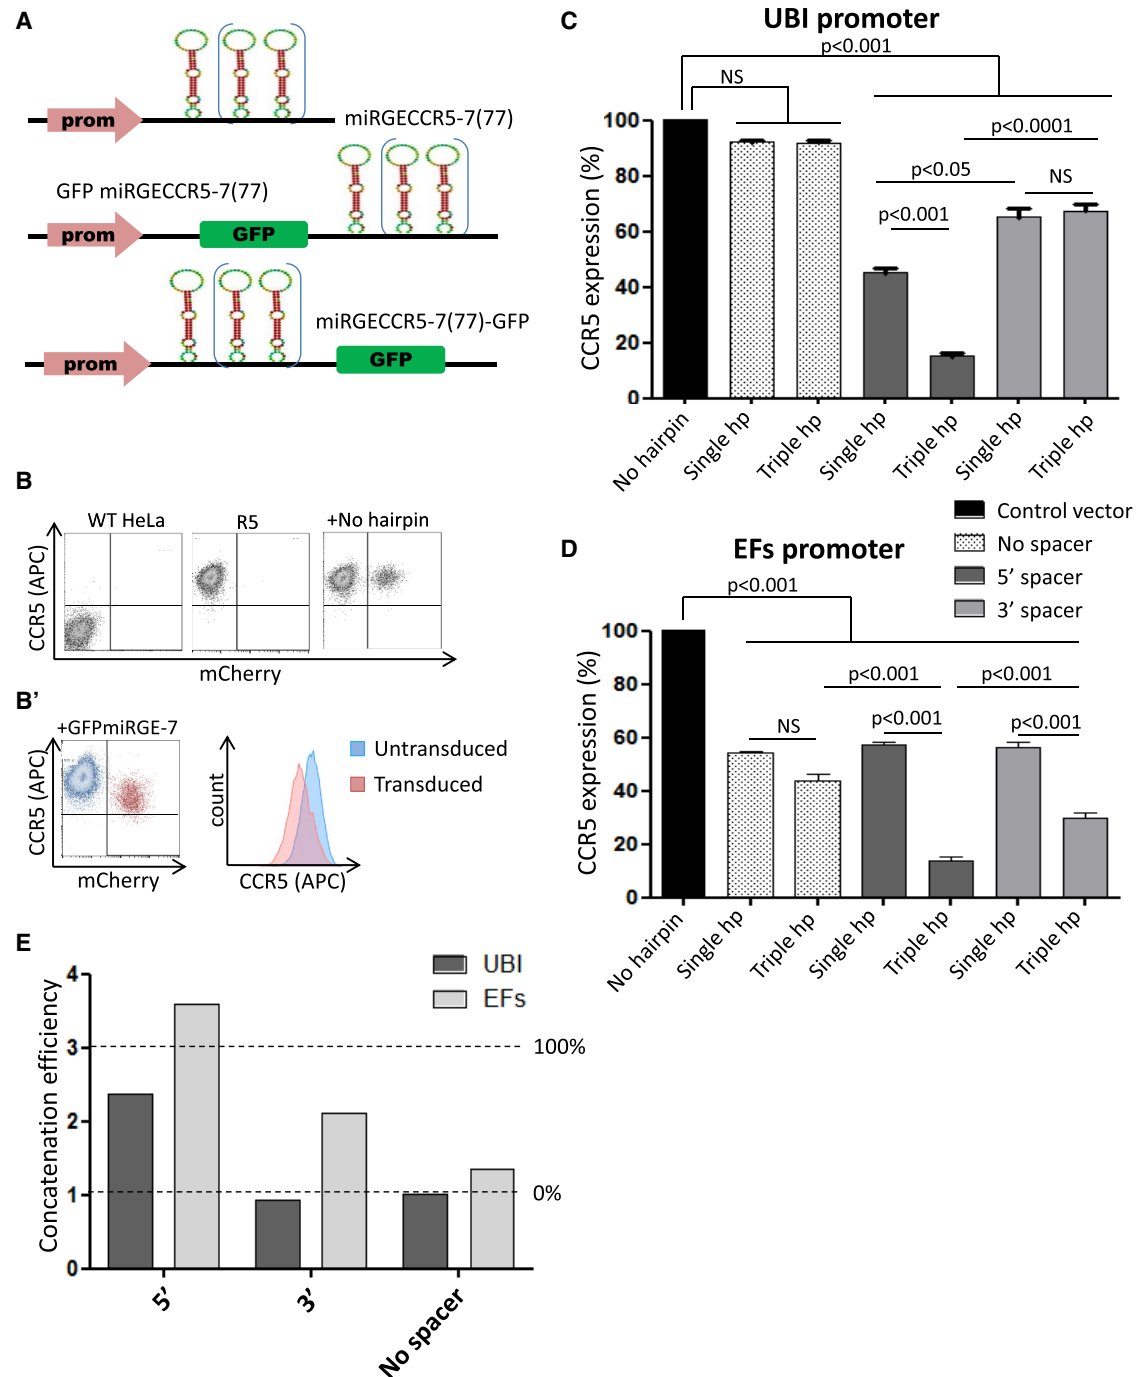 A
prom
miRGECCR5-7(77)
GFP miRGECCR5-7(77)
prom
GFP
miRGECCR5-7(77)-GFP
prom
GFP
B
WT HeLa
R5
+No hairpin
CCR5 (APC)
mCherry
B'
+GFPmiRGE-7
CCR5 (APC)
mCherry
count
CCR5 (APC)
Untransduced
Transduced
C
UBI promoter
p<0.001
NS
p<0.0001
p<0.05
NS
p<0.001
CCR5 expression (%)
100
80
60
40
20
0
No hairpin
Single hp
Triple hp
Single hp
Triple hp
Single hp
Triple hp
Control vector
No spacer
5' spacer
3' spacer
D
EFs promoter
p<0.001
p<0.001
p<0.001
NS
p<0.001
p<0.001
CCR5 expression (%)
100
80
60
40
20
0
No hairpin
Single hp
Triple hp
Single hp
Triple hp
Single hp
Triple hp
E
UBI
EFs
Concatenation efficiency
4
3
2
1
0
100%
0%
5'
3'
No spacer